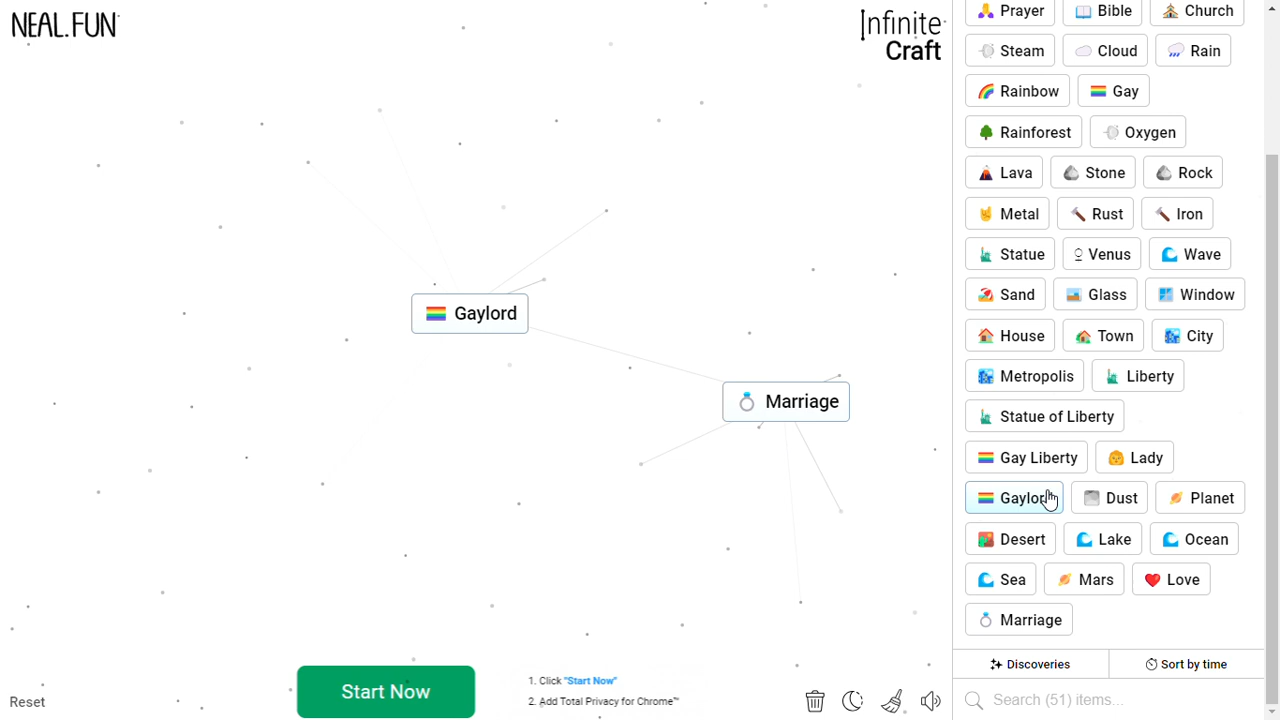 NEAL.FUN
Infinite
Craft
Gaylord
Marriage
Prayer Bible Church
Steam Cloud Rain
Rainbow Gay
Rainforest Oxygen
Lava Stone Rock
Metal Rust Iron
Statue Venus Wave
Sand Glass Window
House Town City
Metropolis Liberty
Statue of Liberty
Gay Liberty Lady
Gaylord Dust Planet
Desert Lake Ocean
Sea Mars Love
Marriage
Discoveries Sort by time
Search (51) items...
Reset
Start Now
1. Click "Start Now"
2. Add Total Privacy for Chrome™